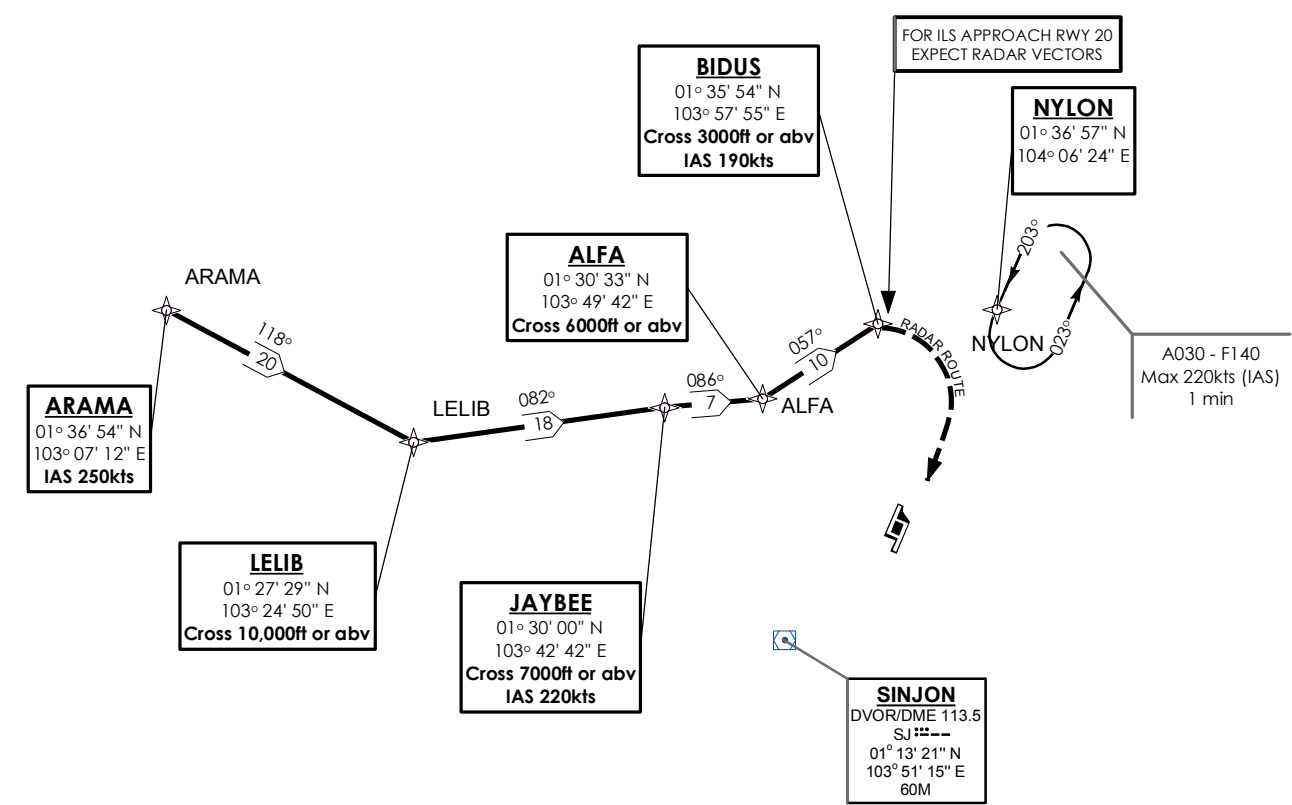 FOR ILS APPROACH RWY 20
EXPECT RADAR VECTORS
BIDUS
01° 35' 54" N
103° 57' 55" E
Cross 3000ft or abv
IAS 190kts
NYLON
01° 36' 57" N
104° 06' 24" E
ALFA
01° 30' 33" N
103° 49' 42" E
Cross 6000ft or abv
ARAMA
203°
118°
20
057°
10
RADAR ROUTE
NYLON
023°
A030 - F140
Max 220kts (IAS)
1 min
ARAMA
01° 36' 54" N
103° 07' 12" E
IAS 250kts
LELIB
082°
18
086°
7
ALFA
LELIB
01° 27' 29" N
103° 24' 50" E
Cross 10,000ft or abv
JAYBEE
01° 30' 00" N
103° 42' 42" E
Cross 7000ft or abv
IAS 220kts
SINJON
DVOR/DME 113.5
SJ
01° 13' 21" N
103° 51' 15" E
60M